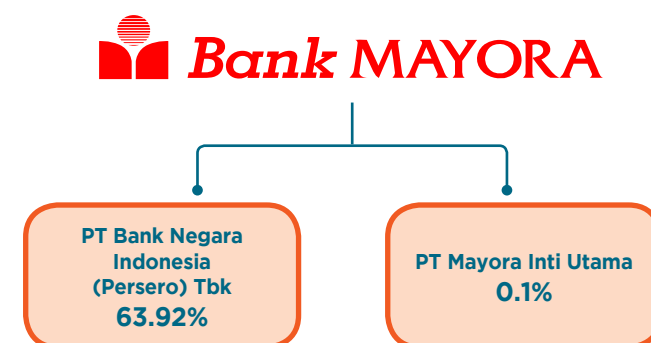 Bank MAYORA
PT Bank Negara
Indonesia
(Persero) Tbk
63.92%
PT Mayora Inti Utama
0.1%